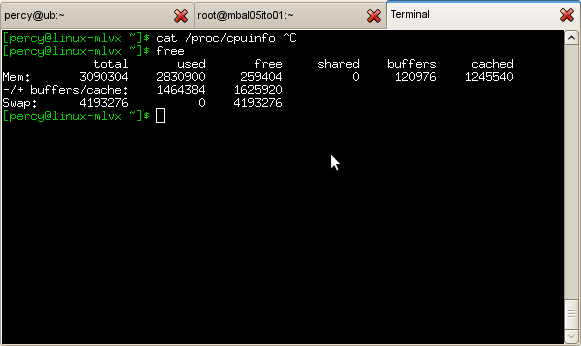 percy@ub:~ root@mbal05ito01:~ Terminal
[percy@linux-mlvx ~]$ cat /proc/cpuinfo ^C
[percy@linux-mlvx ~]$ free
             total       used       free     shared    buffers     cached
Mem:       3090304    2830900     259404          0     120976    1245540
-/+ buffers/cache:    1464384    1625920
Swap:      4193276          0    4193276
[percy@linux-mlvx ~]$